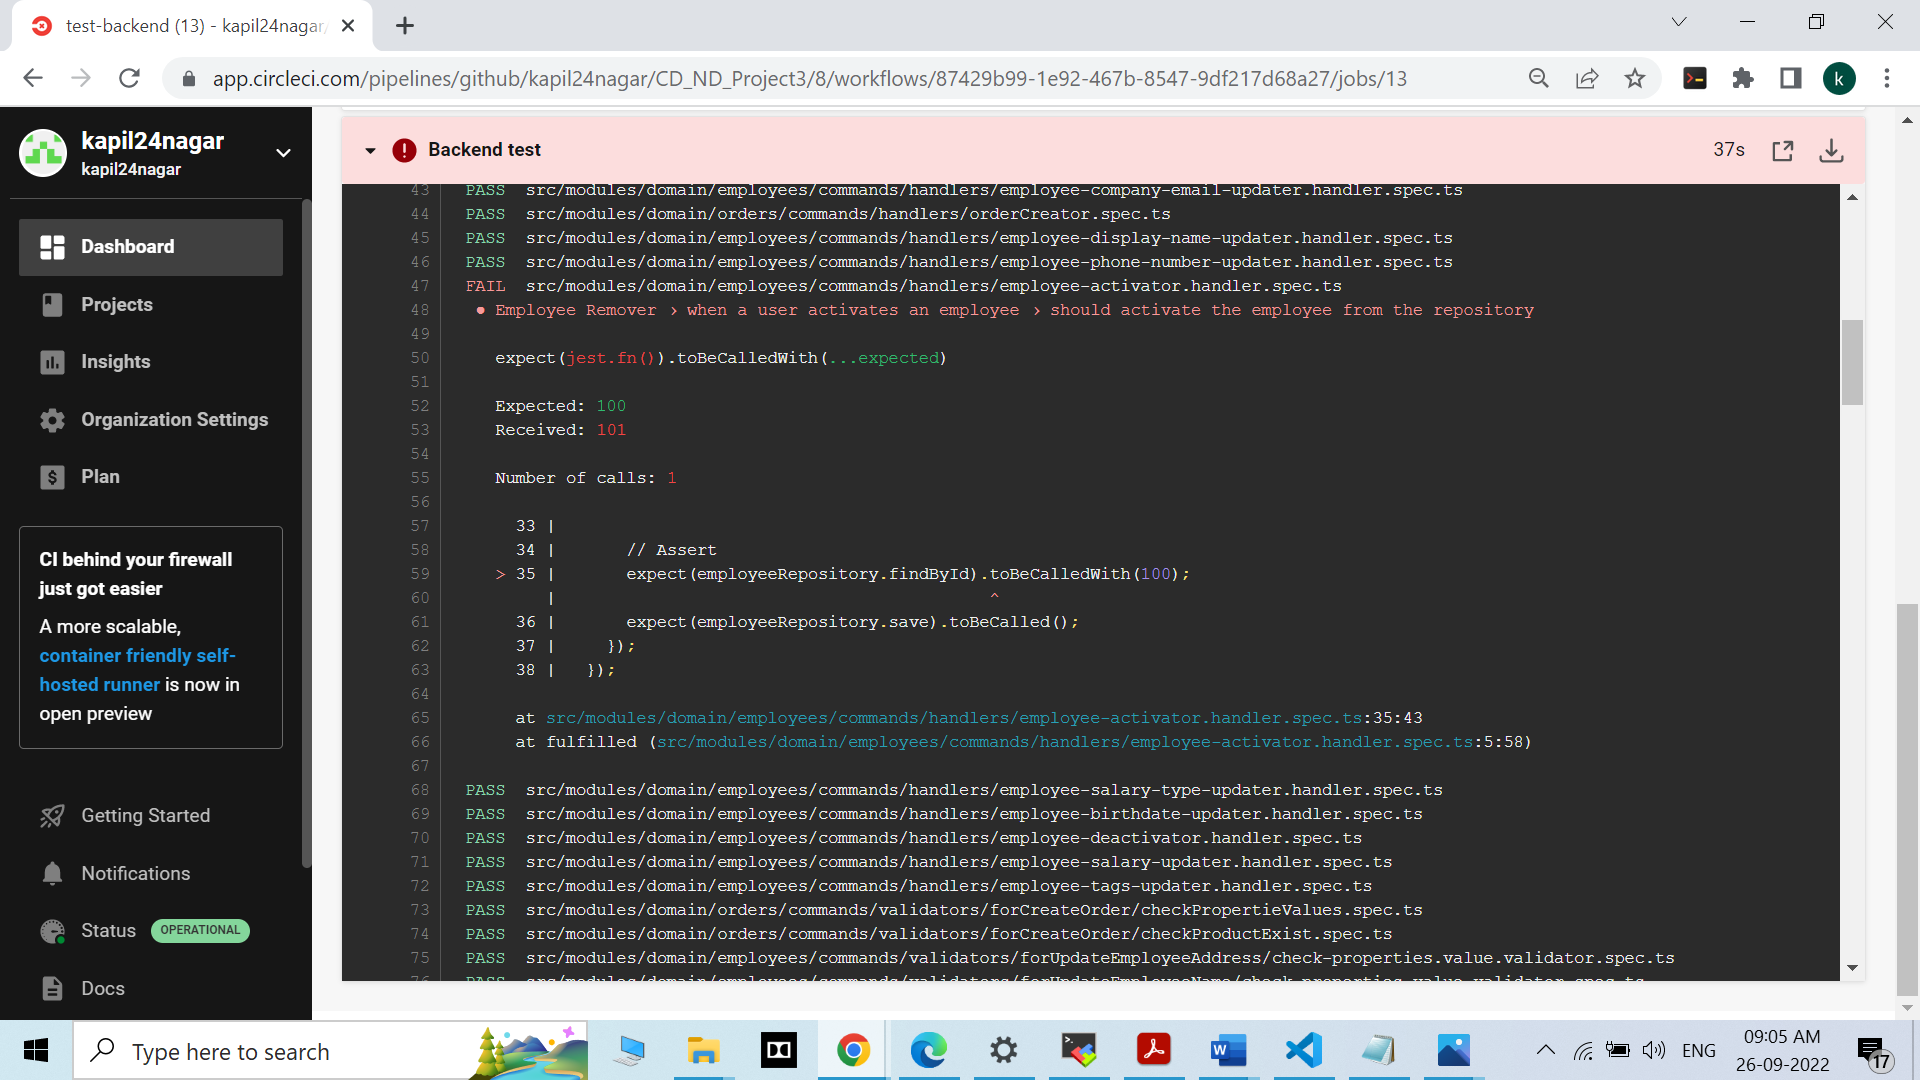 test-backend (13) - kapil24nagar/
app.circleci.com/pipelines/github/kapil24nagar/CD_ND_Project3/8/workflows/87429b99-1e92-467b-8547-9df217d68a27/jobs/13
k
kapil24nagar
kapil24nagar
Dashboard
Projects
Insights
Organization Settings
Plan
CI behind your firewall
just got easier
A more scalable,
container friendly self-
hosted runner is now in
open preview
Getting Started
Notifications
Status OPERATIONAL
Docs
Backend test 37s
43 PASS src/modules/domain/employees/commands/handlers/employee-company-email-updater.handler.spec.ts
44 PASS src/modules/domain/orders/commands/handlers/orderCreator.spec.ts
45 PASS src/modules/domain/employees/commands/handlers/employee-display-name-updater.handler.spec.ts
46 PASS src/modules/domain/employees/commands/handlers/employee-phone-number-updater.handler.spec.ts
47 FAIL src/modules/domain/employees/commands/handlers/employee-activator.handler.spec.ts
48 ● Employee Remover › when a user activates an employee › should activate the employee from the repository
49
50 expect(jest.fn()).toBeCalledWith(...expected)
51
52 Expected: 100
53 Received: 101
54
55 Number of calls: 1
56
57 33 |
58 34 | // Assert
59 > 35 | expect(employeeRepository.findById).toBeCalledWith(100);
60 | ^
61 36 | expect(employeeRepository.save).toBeCalled();
62 37 | });
63 38 | });
64
65 at src/modules/domain/employees/commands/handlers/employee-activator.handler.spec.ts:35:43
66 at fulfilled (src/modules/domain/employees/commands/handlers/employee-activator.handler.spec.ts:5:58)
67
68 PASS src/modules/domain/employees/commands/handlers/employee-salary-type-updater.handler.spec.ts
69 PASS src/modules/domain/employees/commands/handlers/employee-birthdate-updater.handler.spec.ts
70 PASS src/modules/domain/employees/commands/handlers/employee-deactivator.handler.spec.ts
71 PASS src/modules/domain/employees/commands/handlers/employee-salary-updater.handler.spec.ts
72 PASS src/modules/domain/employees/commands/handlers/employee-tags-updater.handler.spec.ts
73 PASS src/modules/domain/orders/commands/validators/forCreateOrder/checkPropertieValues.spec.ts
74 PASS src/modules/domain/orders/commands/validators/forCreateOrder/checkProductExist.spec.ts
75 PASS src/modules/domain/employees/commands/validators/forUpdateEmployeeAddress/check-properties.value.validator.spec.ts
76 PASS src/modules/domain/employees/commands/validators/forUpdateEmployeeName/check-properties.value.validator.spec.ts
Type here to search
ENG
09:05 AM
26-09-2022
17